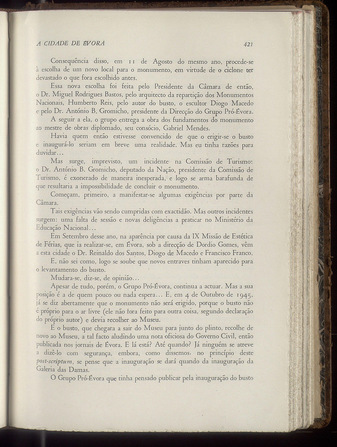 A CIDADE DE EVORA 421
Consequência disso, em 11 de Agosto do mesmo ano, procede-se
à escolha de um novo local para o monumento, em virtude de o ciclone ter
devastado o que fora escolhido antes.
Essa nova escolha foi feita pelo Presidente da Câmara de então,
o Dr. Miguel Rodrigues Bastos, pelo arquitecto da repartição dos Monumentos
Nacionais, Humberto Reis, pelo autor do busto, o escultor Diogo Macedo
e pelo Dr. António B. Gromicho, presidente da Direcção do Grupo Pró-Évora.
A seguir a ela, o grupo entrega a obra dos fundamentos do monumento
ao mestre de obras diplomado, seu consócio, Gabriel Mendes.
Havia quem então estivesse convencido de que o erigir-se o busto
e inaugurá-lo seriam em breve uma realidade. Mas eu tinha razões para
duvidar...
Mas surge, imprevisto, um incidente na Comissão de Turismo:
o Dr. António B. Gromicho, deputado da Nação, presidente da Comissão de
Turismo, é exonerado de maneira inesperada, e logo se arma barafunda de
que resultaria a impossibilidade de concluir o monumento.
Começam, primeiro, a manifestar-se algumas exigências por parte da
Câmara.
Tais exigências vão sendo cumpridas com exactidão. Mas outros incidentes
surgem: uma falta de sessão e novas deligências a praticar no Ministério da
Educação Nacional...
Em Setembro desse ano, na aparência por causa da IX Missão de Estética
de Férias, que ia realizar-se, em Évora, sob a direcção de Dordio Gomes, vêm
a esta cidade o Dr. Reinaldo dos Santos, Diogo de Macedo e Francisco Franco.
E, não sei como, logo se soube que novos entraves tinham aparecido para
o levantamento do busto.
Mudara-se, diz-se, de opinião...
Apesar de tudo, porém, o Grupo Pró-Évora, continua a actuar. Mas a sua
posição é a de quem pouco ou nada espera... E, em 4 de Outubro de 1945,
já se diz abertamente que o monumento não será erigido, porque o busto não
é próprio para o ar livre (ele não fora feito para outra coisa, segundo declaração
do próprio autor) e devia recolher ao Museu.
E o busto, que chegara a sair do Museu para junto do plinto, recolhe de
novo ao Museu, a tal facto aludindo uma nota oficiosa do Governo Civil, então
publicada nos jornais de Évora. E lá está? Até quando? Já ninguém se atreve
a dizê-lo com segurança, embora, como dissemos no princípio deste
post-scriptum, se pense que a inauguração se dará quando da inauguração da
Galeria das Damas.
O Grupo Pró-Évora que tinha pensado publicar pela inauguração do busto